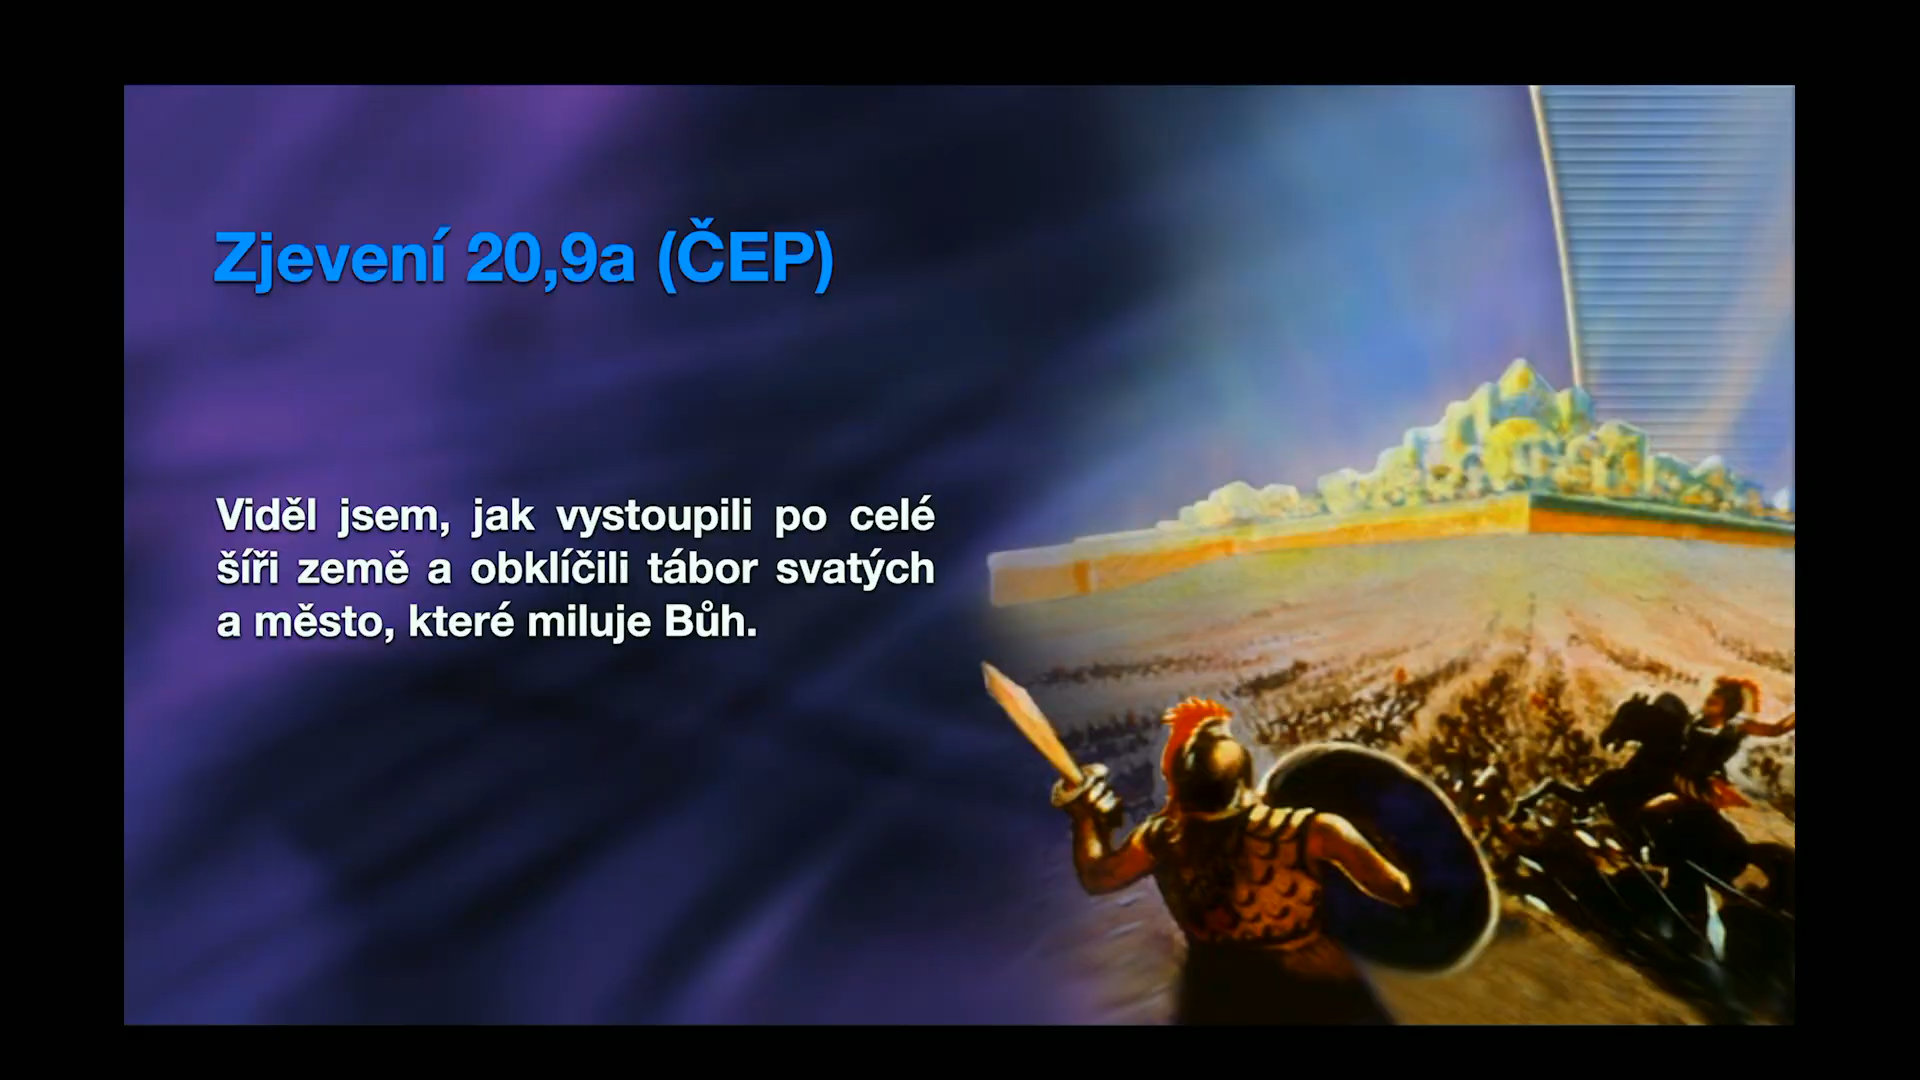 Zjevení 20,9a (ČEP)
Viděl jsem, jak vystoupili po celé
šíři země a obklíčili tábor svatých
a město, které miluje Bůh.